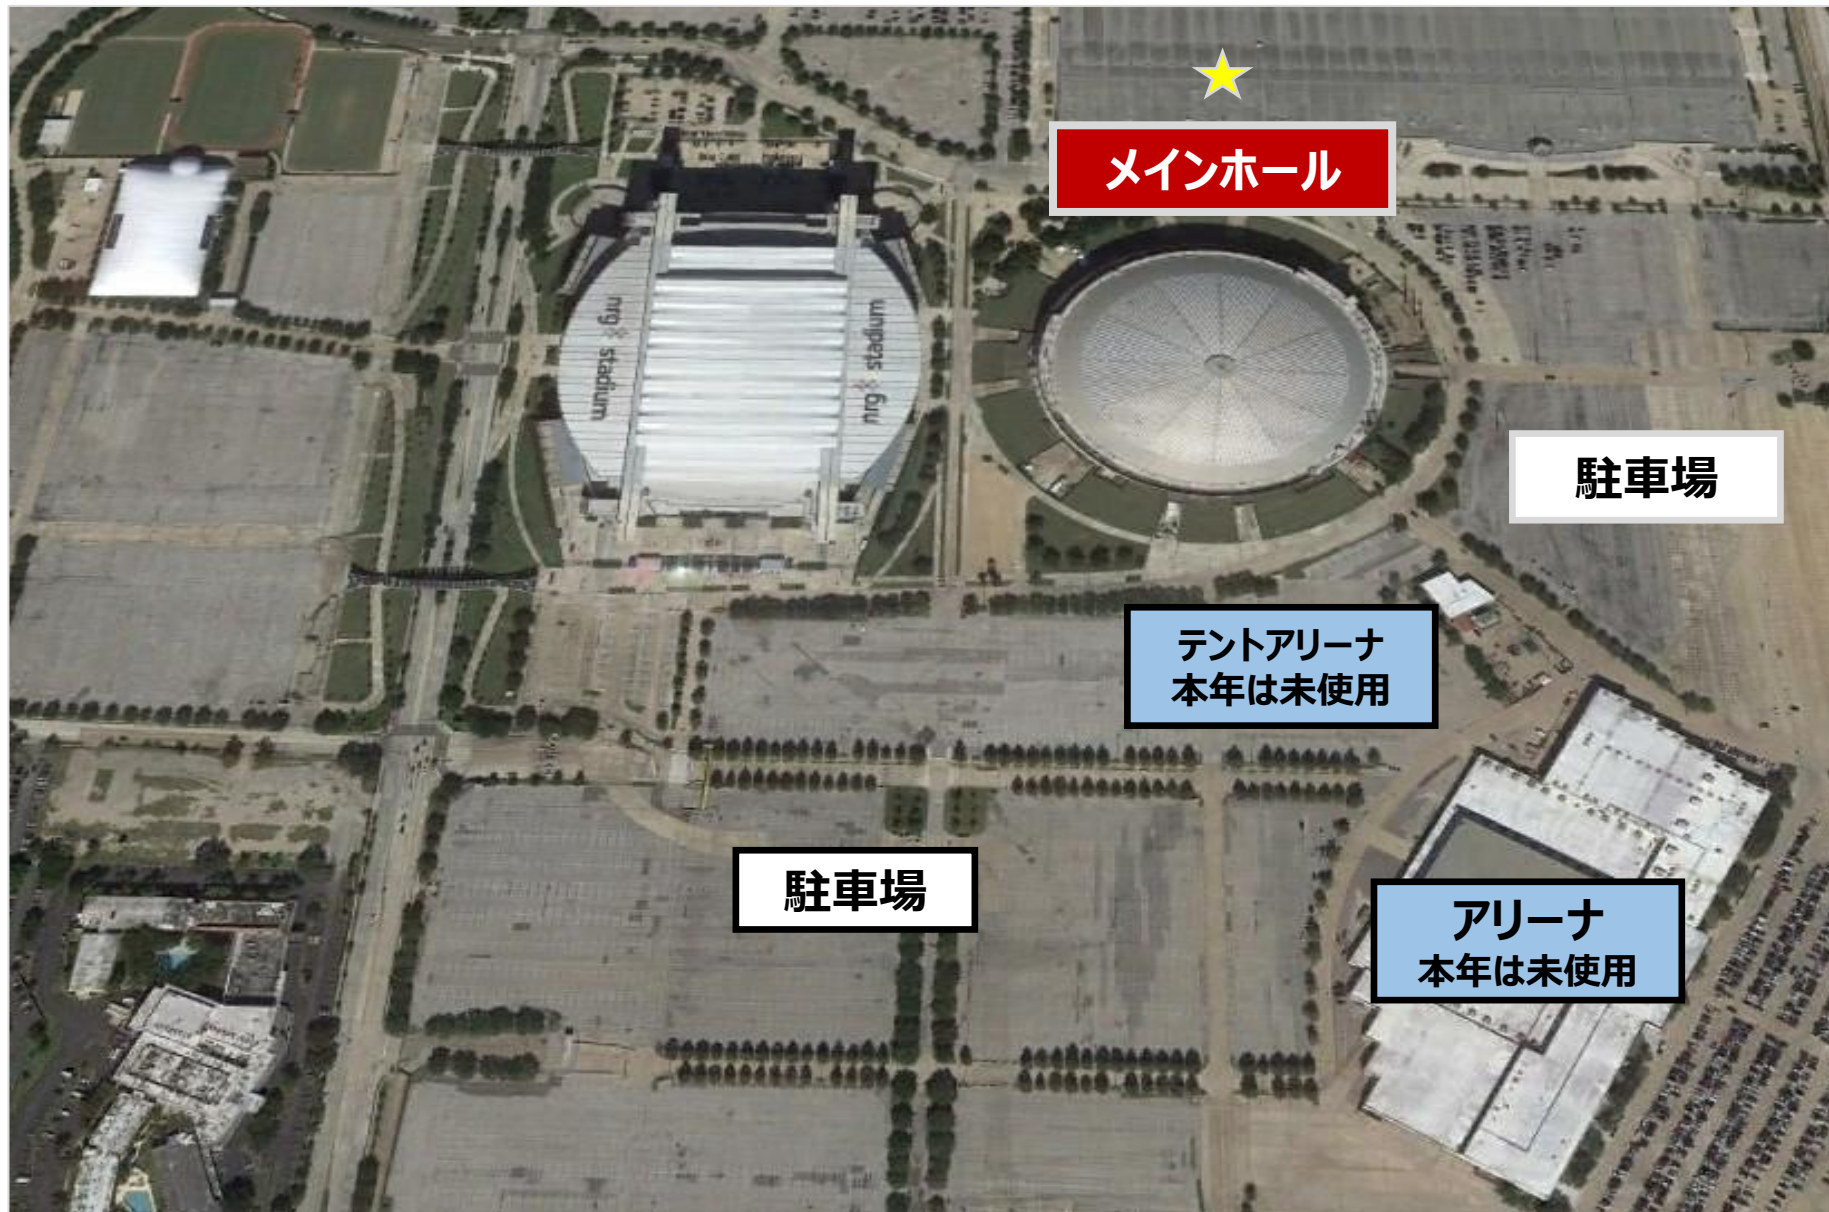 メインホール
nrg stadium
nrg stadium
駐車場
テントアリーナ
本年は未使用
駐車場
アリーナ
本年は未使用